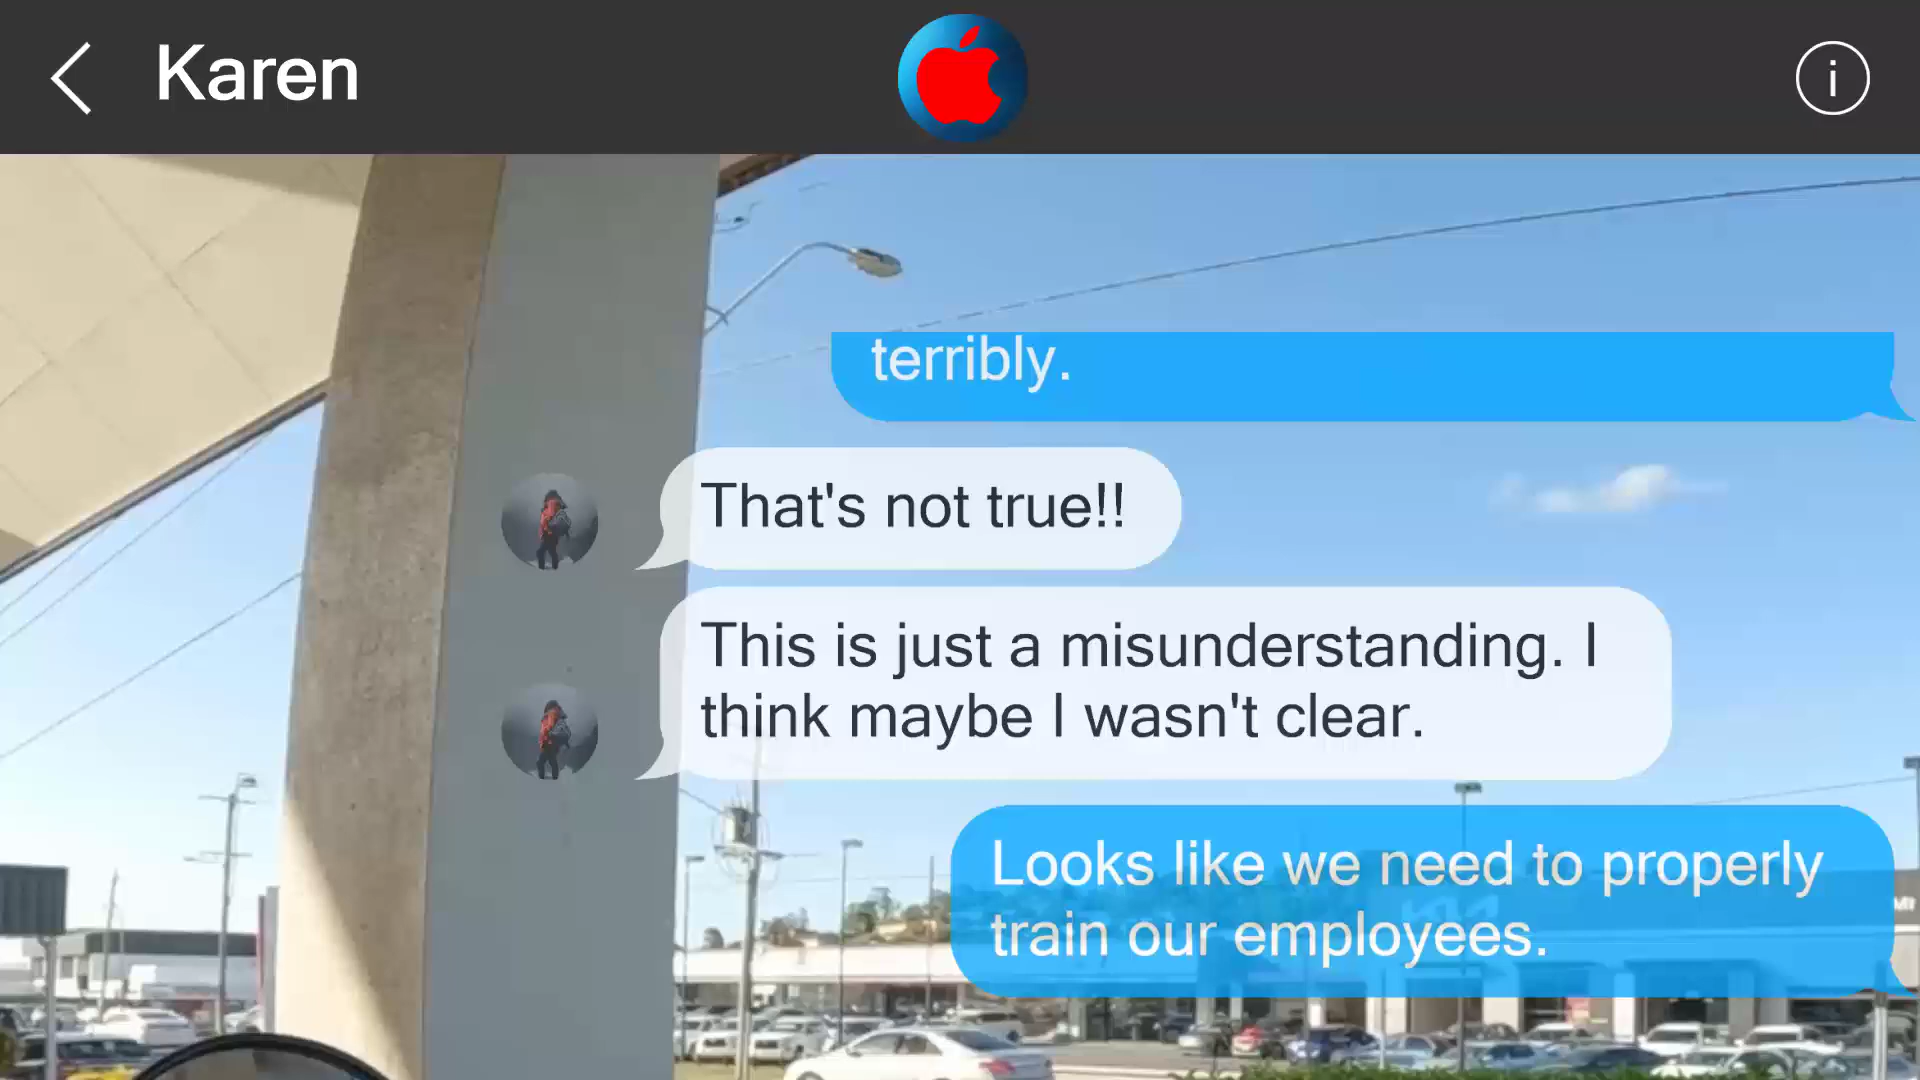 Karen
terribly.
That's not true!!
This is just a misunderstanding. I
think maybe I wasn't clear.
Looks like we need to properly
train our employees.